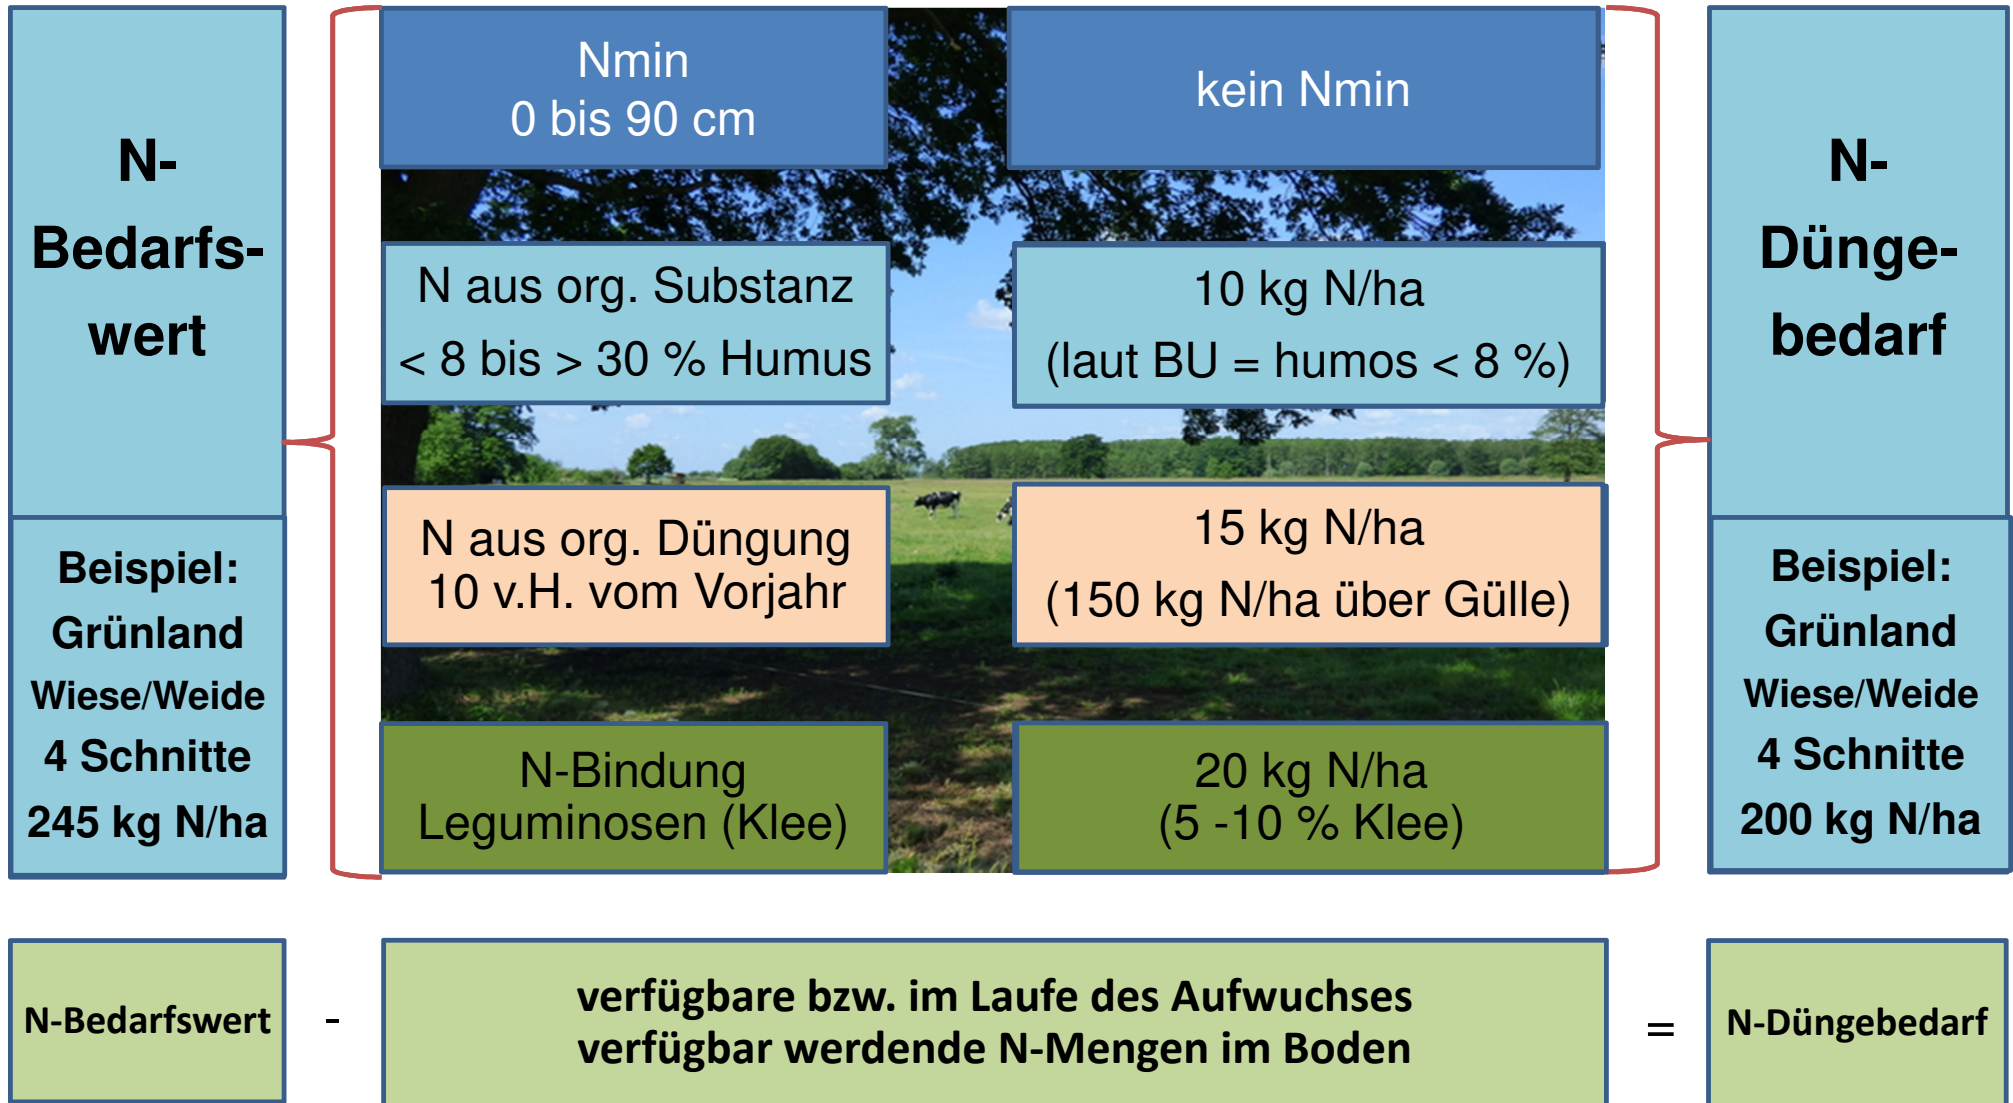 N-
Bedarfs-
wert
Beispiel:
Grünland
Wiese/Weide
4 Schnitte
245 kg N/ha
Nmin
0 bis 90 cm
kein Nmin
N aus org. Substanz
< 8 bis > 30 % Humus
10 kg N/ha
(laut BU = humos < 8 %)
N aus org. Düngung
10 v.H. vom Vorjahr
15 kg N/ha
(150 kg N/ha über Gülle)
N-Bindung
Leguminosen (Klee)
20 kg N/ha
(5 -10 % Klee)
N-
Dünge-
bedarf
Beispiel:
Grünland
Wiese/Weide
4 Schnitte
200 kg N/ha
N-Bedarfswert
-
verfügbare bzw. im Laufe des Aufwuchses
verfügbar werdende N-Mengen im Boden
=
N-Düngebedarf